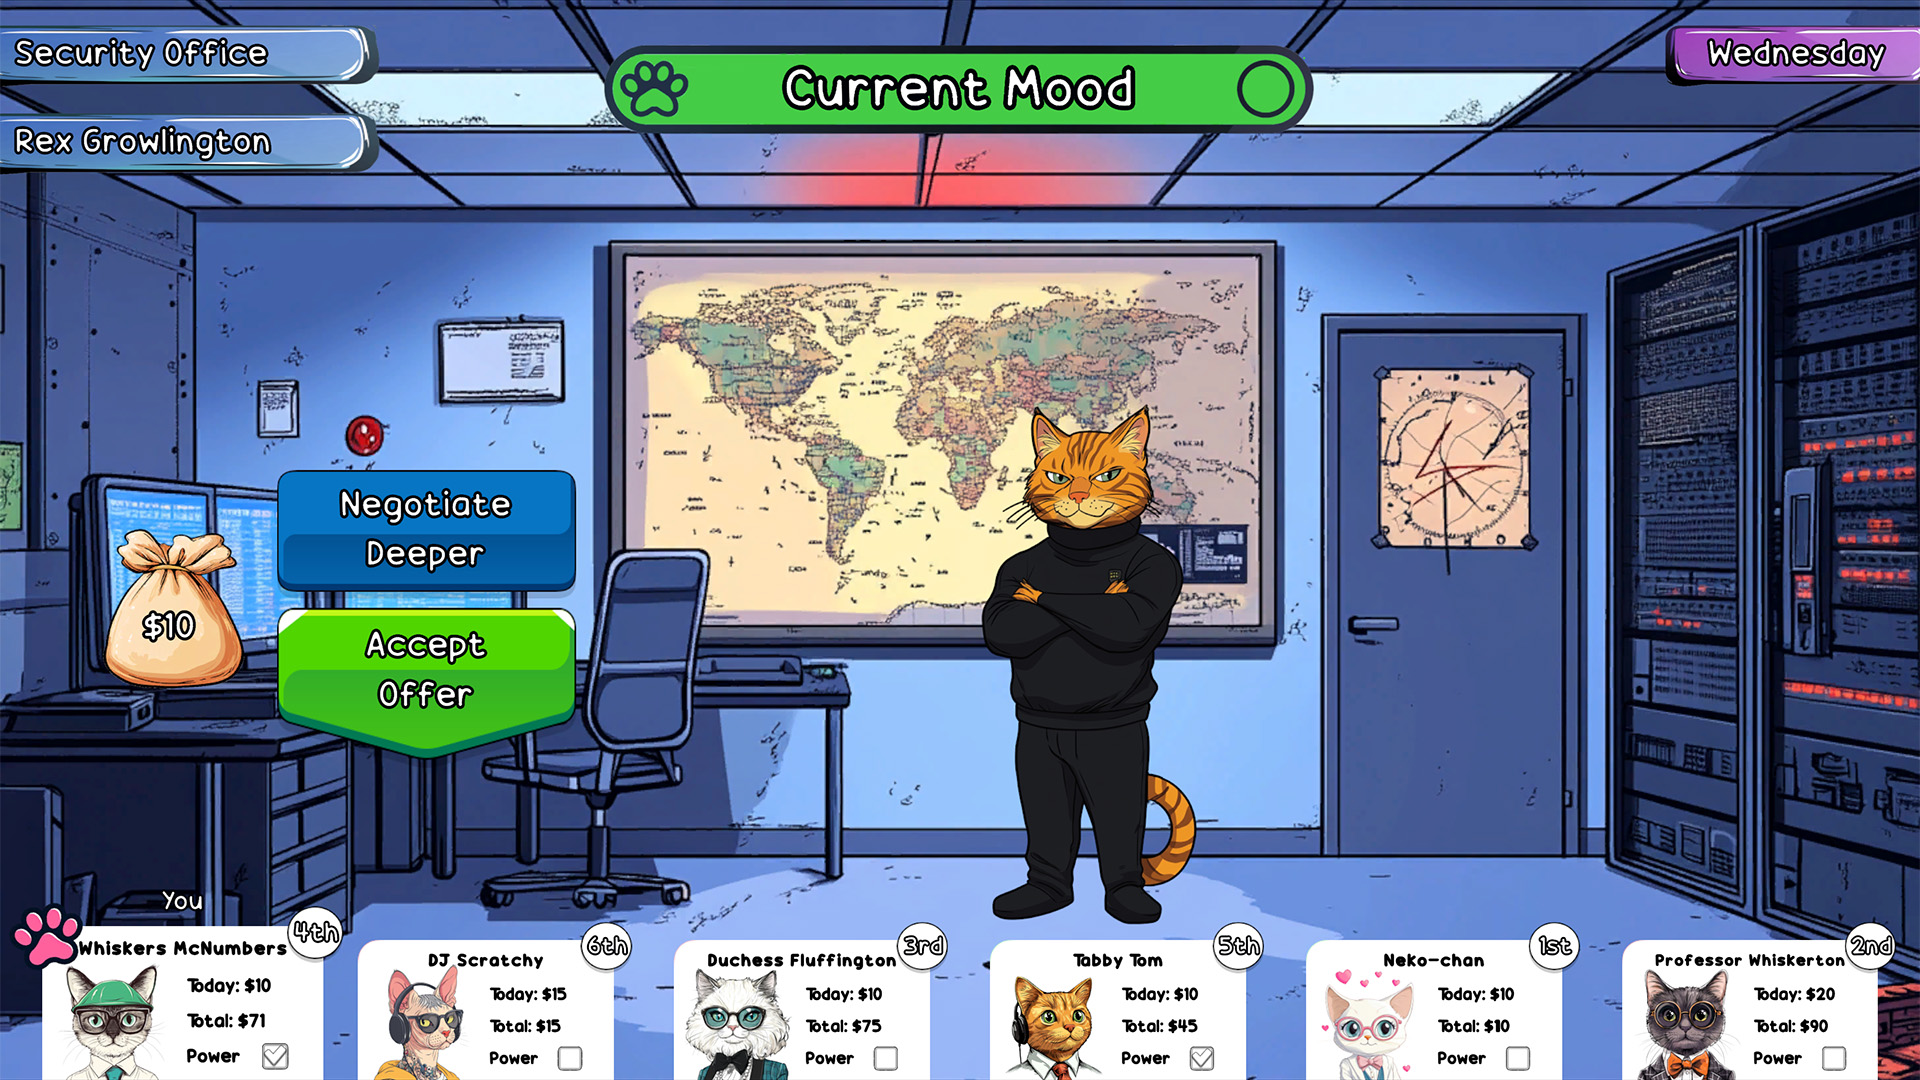 Security Office
Current Mood
Wednesday
Rex Growlington
Negotiate
Deeper
$10
Accept
Offer
You
Whiskers McNumbers
4th
Today: $10
Total: $71
Power
DJ Scratchy
6th
Today: $15
Total: $15
Power
Duchess Fluffington
3rd
Today: $10
Total: $75
Power
Tabby Tom
5th
Today: $10
Total: $45
Power
Neko-chan
1st
Today: $10
Total: $10
Power
Professor Whiskerton
2nd
Today: $20
Total: $90
Power